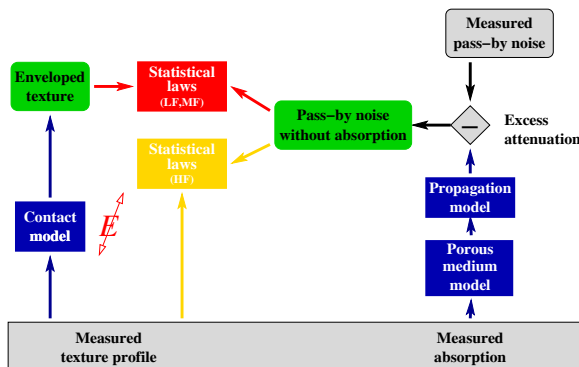 Measured
pass−by noise
Enveloped
texture
Statistical
laws
(LF,MF)
Pass−by noise
without absorption
−
Excess
attenuation
Statistical
laws
(HF)
Contact
model
E
Propagation
model
Porous
medium
model
Measured
texture profile
Measured
absorption